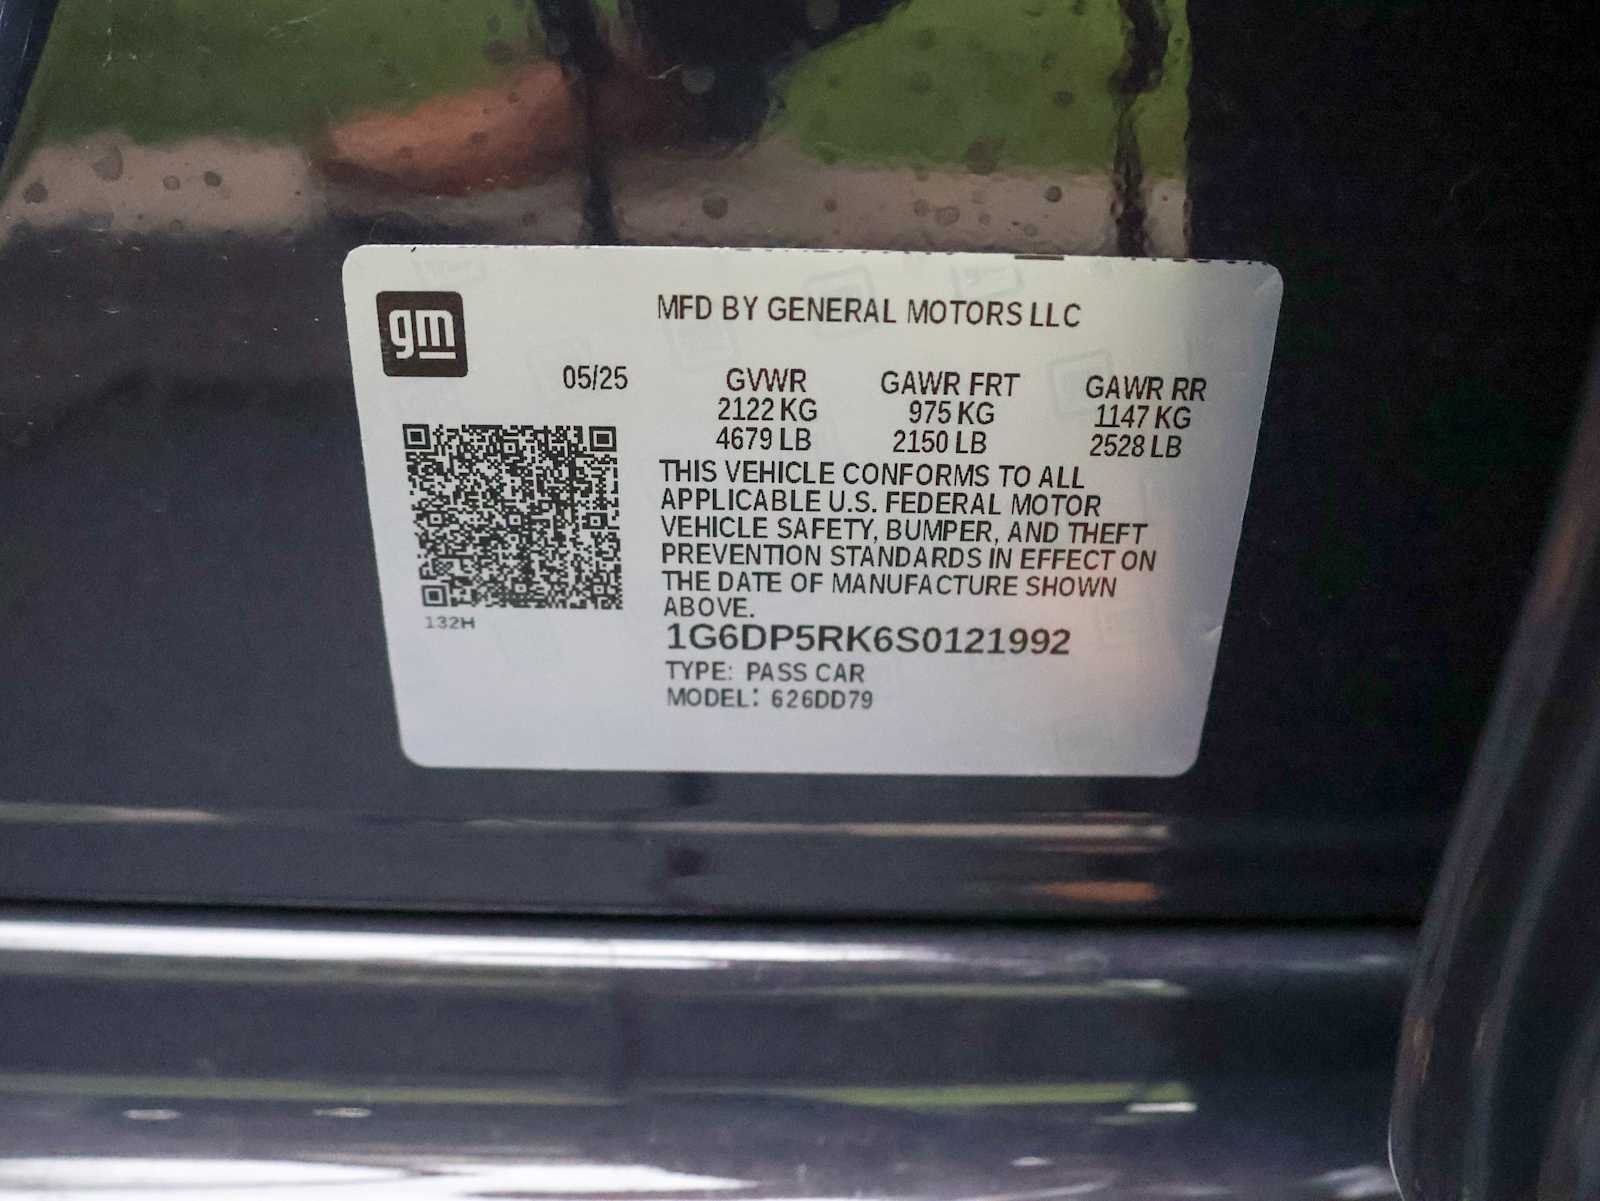 gm
MFD BY GENERAL MOTORS LLC
05/25 GVWR GAWR FRT GAWR RR
2122 KG 975 KG 1147 KG
4679 LB 2150 LB 2528 LB
THIS VEHICLE CONFORMS TO ALL
APPLICABLE U.S. FEDERAL MOTOR
VEHICLE SAFETY, BUMPER, AND THEFT
PREVENTION STANDARDS IN EFFECT ON
THE DATE OF MANUFACTURE SHOWN
ABOVE.
132H
1G6DP5RK6S0121992
TYPE: PASS CAR
MODEL: 626DD79